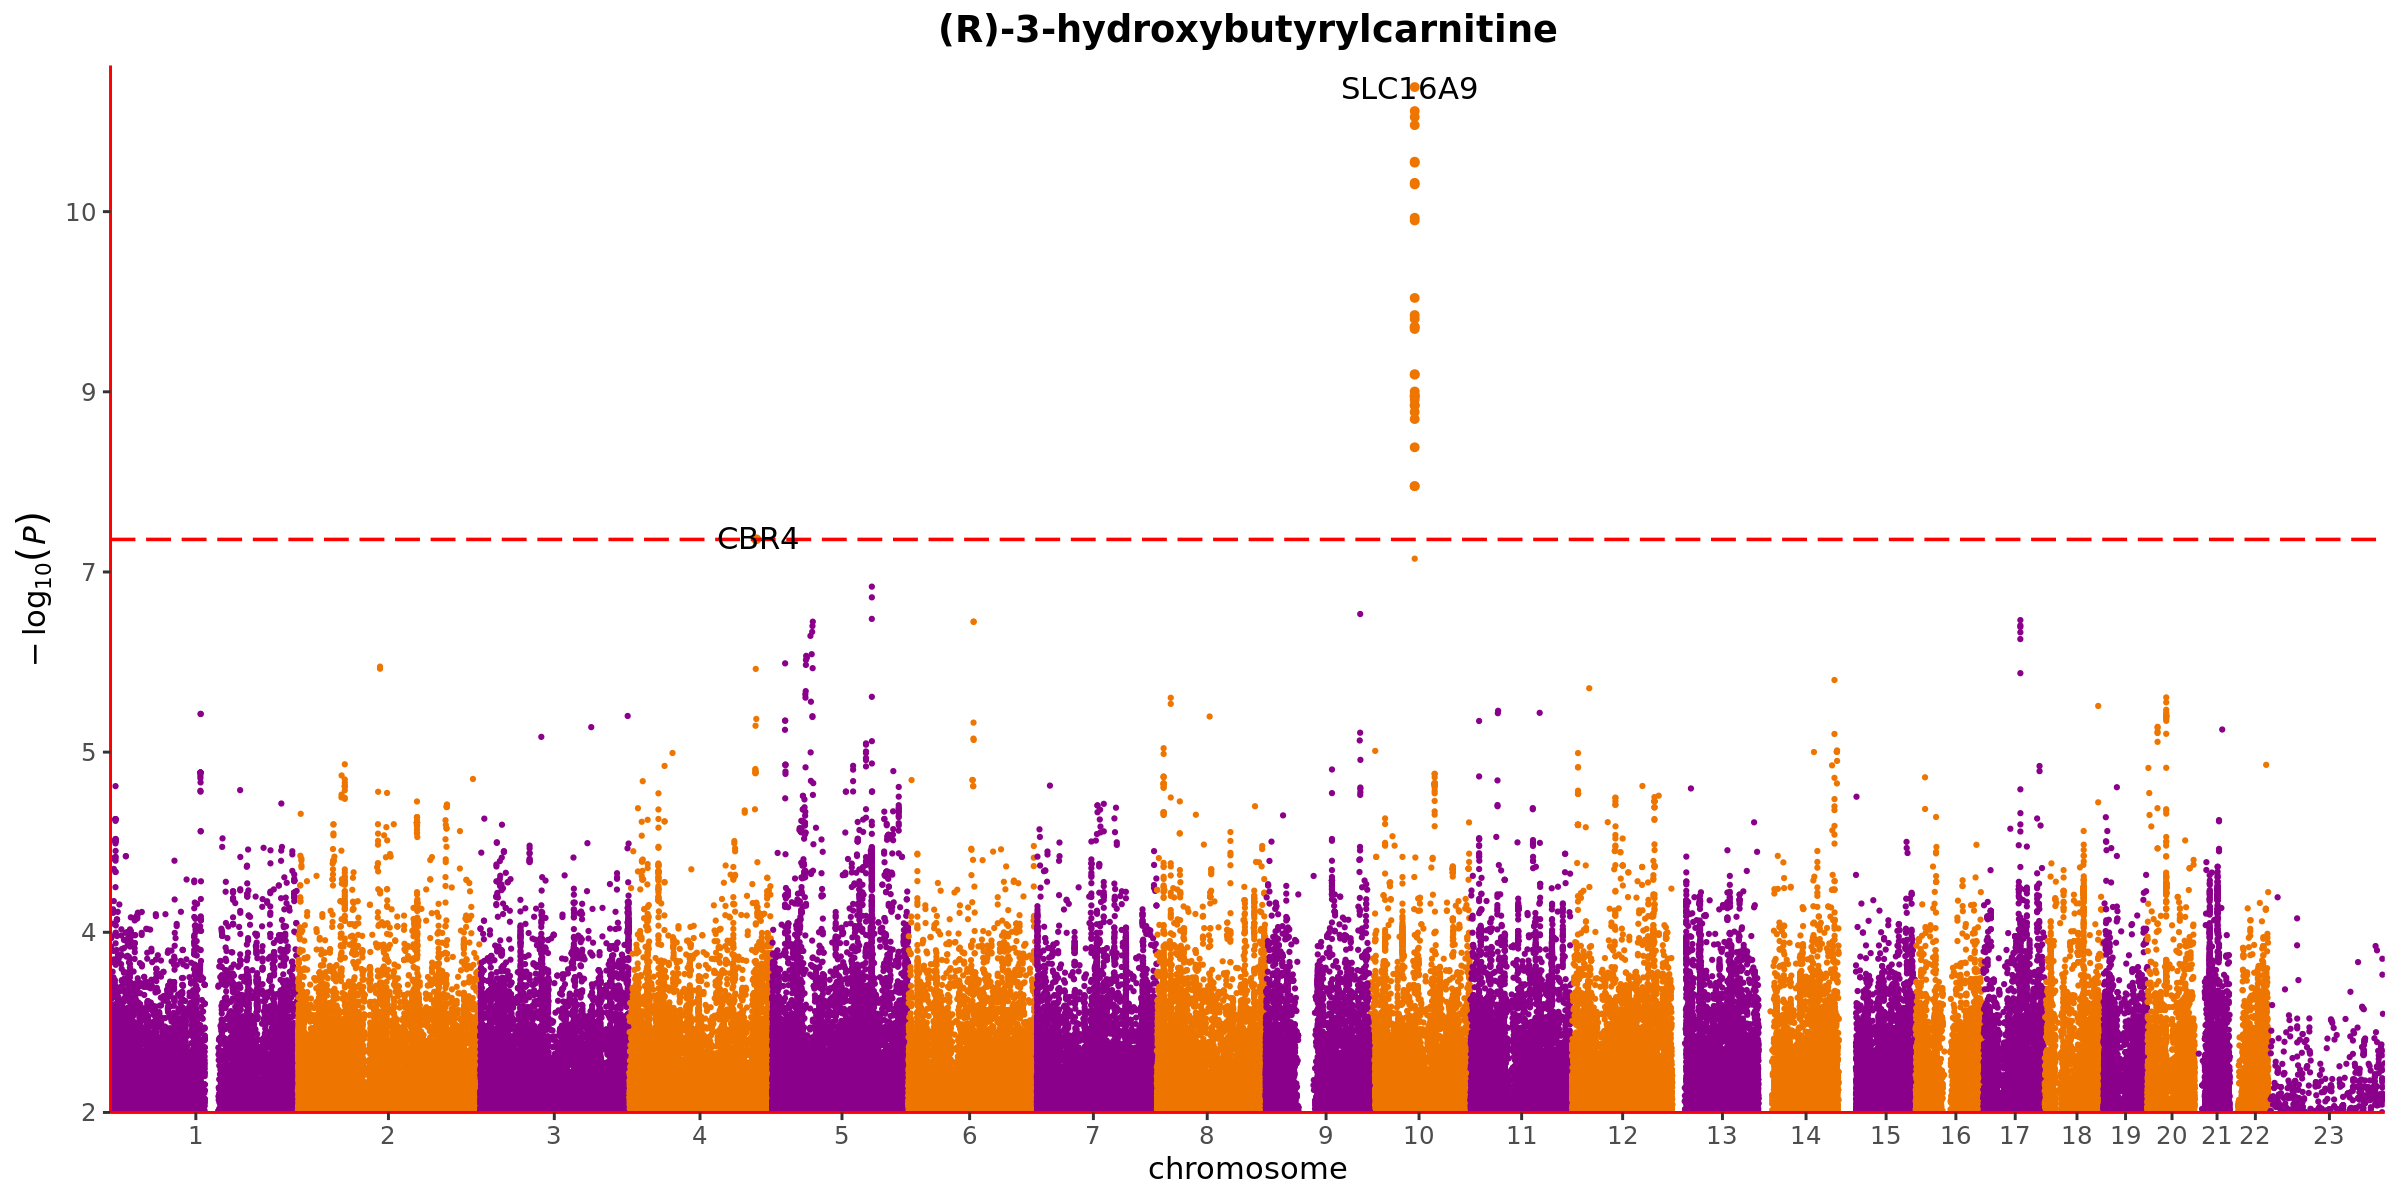 (R)-3-hydroxybutyrylcarnitine
SLC16A9
10
9
CBR4
7
− log10(P)
5
4
2
1 2 3 4 5 6 7 8 9 10 11 12 13 14 15 16 17 18 19 20 21 22 23
chromosome